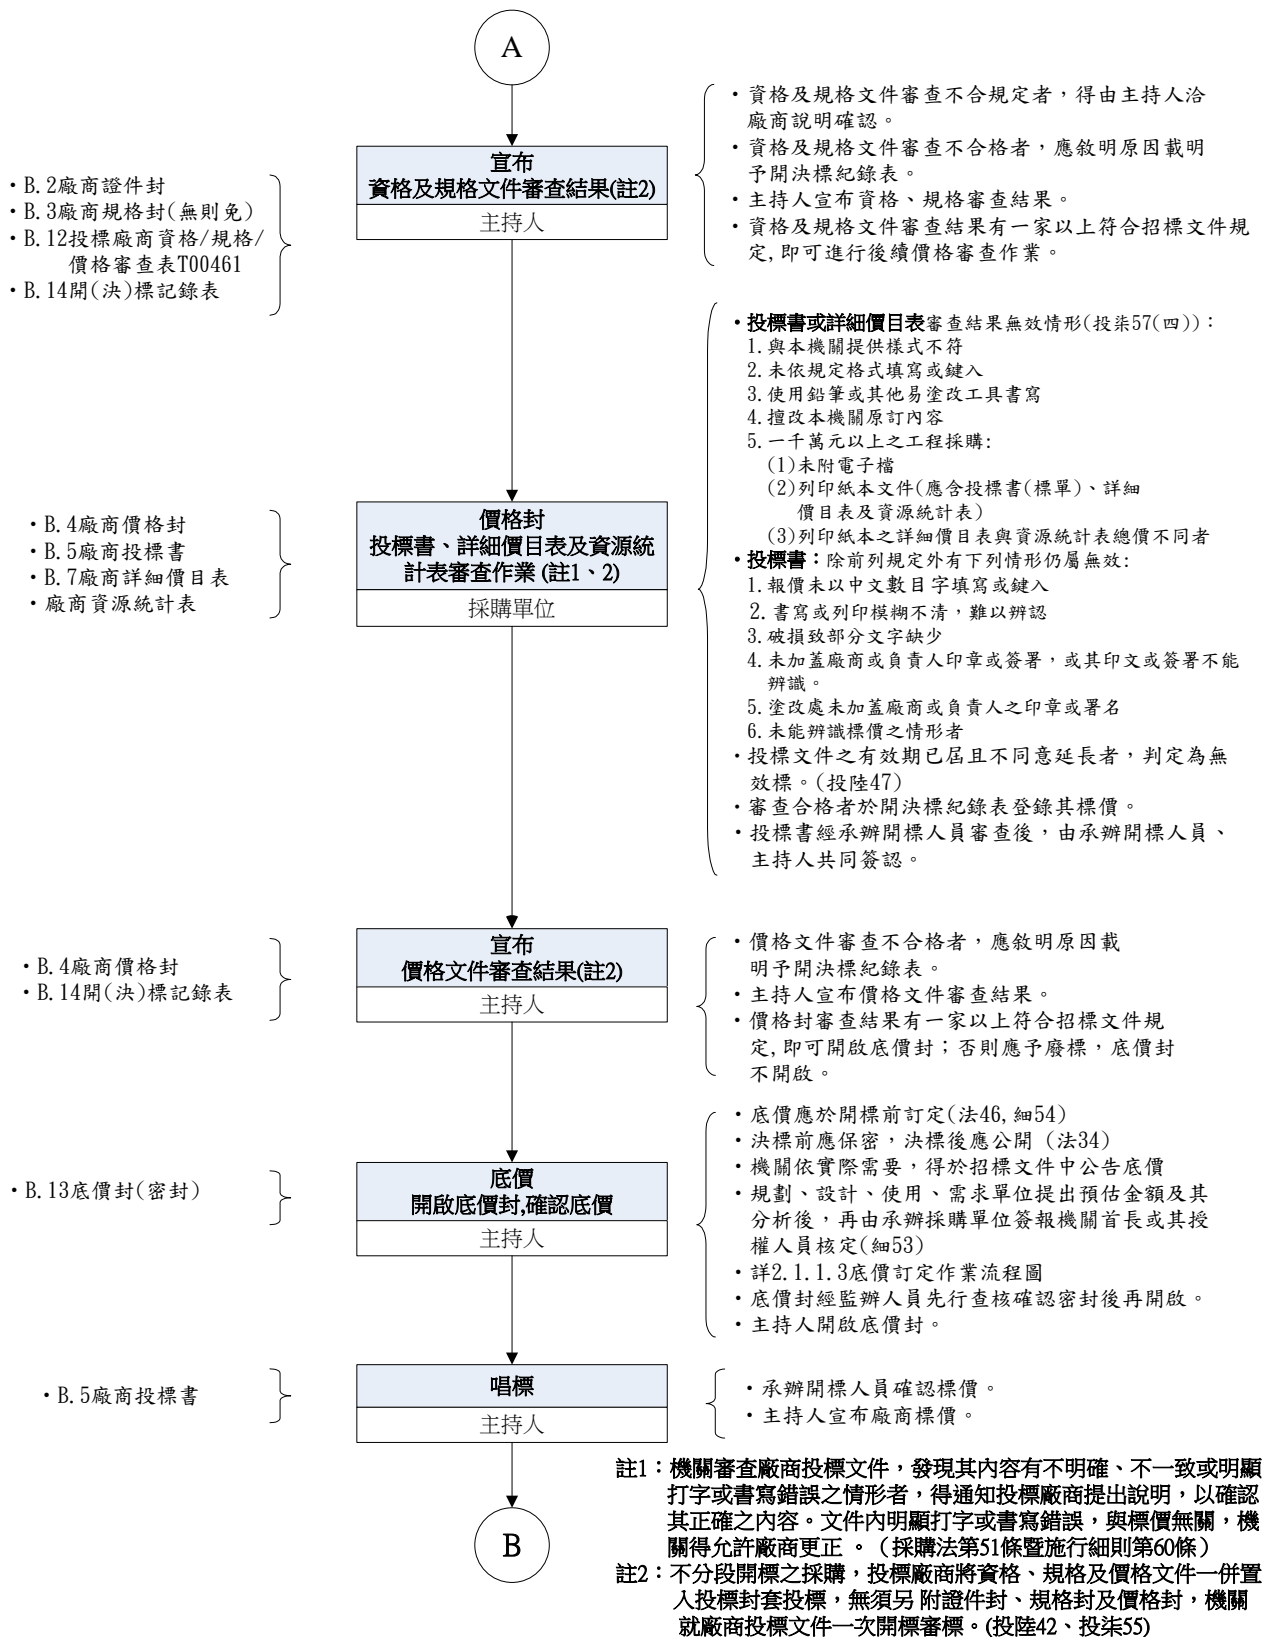 A
宣布
資格及規格文件審查結果(註2)
主持人
・B.2廠商證件封
・B.3廠商規格封(無則免)
・B.12投標廠商資格/規格/
價格審查表T00461
・B.14開(決)標記錄表
・資格及規格文件審查不合規定者，得由主持人洽
廠商說明確認。
・資格及規格文件審查不合格者，應敘明原因載明
予開決標紀錄表。
・主持人宣布資格、規格審查結果。
・資格及規格文件審查結果有一家以上符合招標文件規
定,即可進行後續價格審查作業。
價格封
投標書、詳細價目表及資源統
計表審查作業 (註1、2)
採購單位
・B.4廠商價格封
・B.5廠商投標書
・B.7廠商詳細價目表
・廠商資源統計表
・投標書或詳細價目表審查結果無效情形(投柒57(四))：
1.與本機關提供樣式不符
2.未依規定格式填寫或鍵入
3.使用鉛筆或其他易塗改工具書寫
4.擅改本機關原訂內容
5.一千萬元以上之工程採購:
(1)未附電子檔
(2)列印紙本文件(應含投標書(標單)、詳細
價目表及資源統計表)
(3)列印紙本之詳細價目表與資源統計表總價不同者
・投標書：除前列規定外有下列情形仍屬無效:
1.報價未以中文數目字填寫或鍵入
2.書寫或列印模糊不清，難以辨認
3.破損致部分文字缺少
4.未加蓋廠商或負責人印章或簽署，或其印文或簽署不能
辨識。
5.塗改處未加蓋廠商或負責人之印章或署名
6.未能辨識標價之情形者
・投標文件之有效期已屆且不同意延長者，判定為無
效標。(投陸47)
・審查合格者於開決標紀錄表登錄其標價。
・投標書經承辦開標人員審查後，由承辦開標人員、
主持人共同簽認。
宣布
價格文件審查結果(註2)
主持人
・B.4廠商價格封
・B.14開(決)標記錄表
・價格文件審查不合格者，應敘明原因載
明予開決標紀錄表。
・主持人宣布價格文件審查結果。
・價格封審查結果有一家以上符合招標文件規
定,即可開啟底價封；否則應予廢標，底價封
不開啟。
底價
開啟底價封,確認底價
主持人
・B.13底價封(密封)
・底價應於開標前訂定(法46,細54)
・決標前應保密，決標後應公開 (法34)
・機關依實際需要，得於招標文件中公告底價
・規劃、設計、使用、需求單位提出預估金額及其
分析後，再由承辦採購單位簽報機關首長或其授
權人員核定(細53)
・詳2.1.1.3底價訂定作業流程圖
・底價封經監辦人員先行查核確認密封後再開啟。
・主持人開啟底價封。
唱標
主持人
・B.5廠商投標書
・承辦開標人員確認標價。
・主持人宣布廠商標價。
B
註1：機關審查廠商投標文件，發現其內容有不明確、不一致或明顯
打字或書寫錯誤之情形者，得通知投標廠商提出說明，以確認
其正確之內容。文件內明顯打字或書寫錯誤，與標價無關，機
關得允許廠商更正 。（採購法第51條暨施行細則第60條）
註2：不分段開標之採購，投標廠商將資格、規格及價格文件一併置
入投標封套投標，無須另 附證件封、規格封及價格封，機關
就廠商投標文件一次開標審標。(投陸42、投柒55)